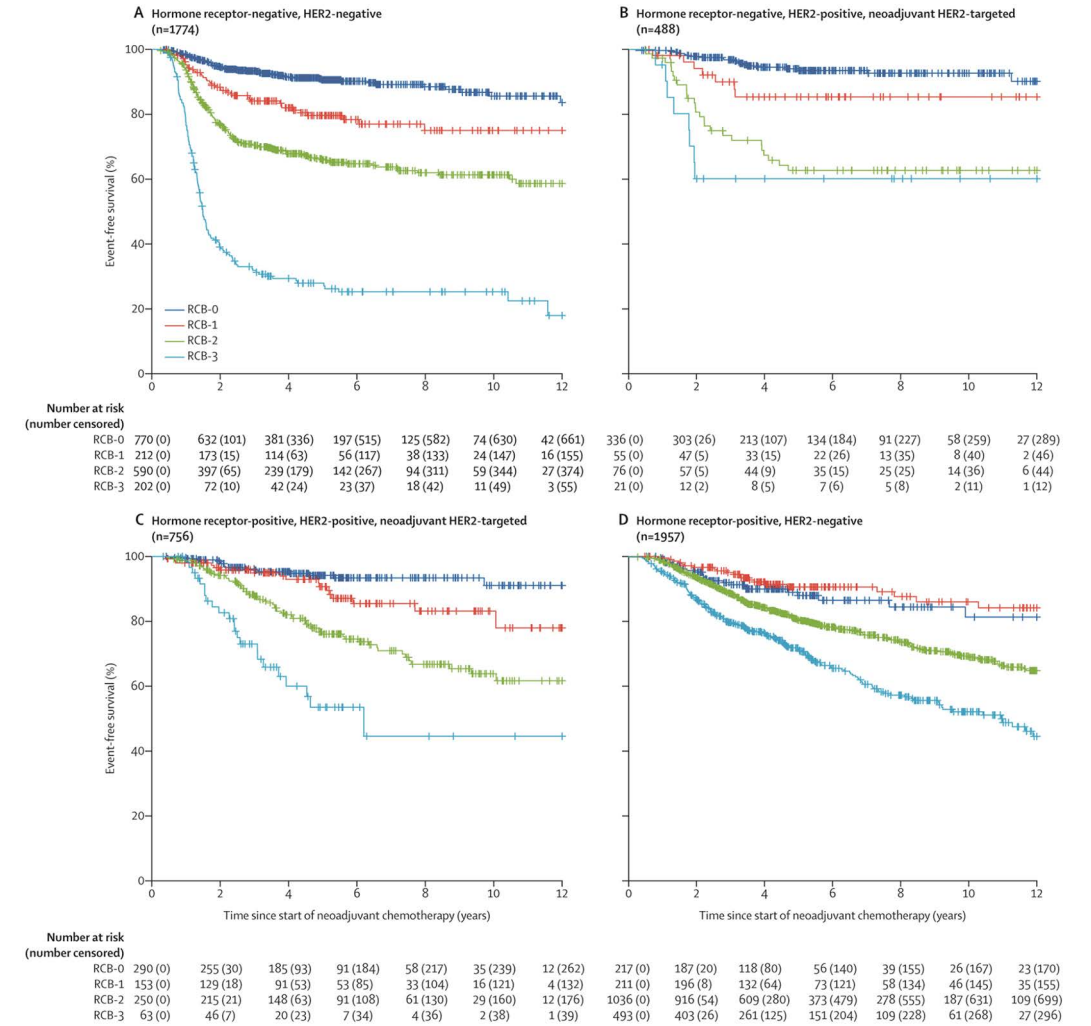 A Hormone receptor-negative, HER2-negative
(n=1774)
100
80
60
40
20
0
Event-free survival (%)
RCB-0
RCB-1
RCB-2
RCB-3
0 2 4 6 8 10 12
B Hormone receptor-negative, HER2-positive, neoadjuvant HER2-targeted
(n=488)
0 2 4 6 8 10 12
Number at risk
(number censored)
RCB-0 770 (0) 632 (101) 381 (336) 197 (515) 125 (582) 74 (630) 42 (661) 336 (0) 303 (26) 213 (107) 134 (184) 91 (227) 58 (259) 27 (289)
RCB-1 212 (0) 173 (15) 114 (63) 56 (117) 38 (133) 24 (147) 16 (155) 55 (0) 47 (5) 33 (15) 22 (26) 13 (35) 8 (40) 2 (46)
RCB-2 590 (0) 397 (65) 239 (179) 142 (267) 94 (311) 59 (344) 27 (374) 76 (0) 57 (5) 44 (9) 35 (15) 25 (25) 14 (36) 6 (44)
RCB-3 202 (0) 72 (10) 42 (24) 23 (37) 18 (42) 11 (49) 3 (55) 21 (0) 12 (2) 8 (5) 7 (6) 5 (8) 2 (11) 1 (12)
C Hormone receptor-positive, HER2-positive, neoadjuvant HER2-targeted
(n=756)
100
80
60
40
20
0
Event-free survival (%)
0 2 4 6 8 10 12
Time since start of neoadjuvant chemotherapy (years)
D Hormone receptor-positive, HER2-negative
(n=1957)
0 2 4 6 8 10 12
Time since start of neoadjuvant chemotherapy (years)
Number at risk
(number censored)
RCB-0 290 (0) 255 (30) 185 (93) 91 (184) 58 (217) 35 (239) 12 (262) 217 (0) 187 (20) 118 (80) 56 (140) 39 (155) 26 (167) 23 (170)
RCB-1 153 (0) 129 (18) 91 (53) 53 (85) 33 (104) 16 (121) 4 (132) 211 (0) 196 (8) 132 (64) 73 (121) 58 (134) 46 (145) 35 (155)
RCB-2 250 (0) 215 (21) 148 (63) 91 (108) 61 (130) 29 (160) 12 (176) 1036 (0) 916 (54) 609 (280) 373 (479) 278 (555) 187 (631) 109 (699)
RCB-3 63 (0) 46 (7) 20 (23) 7 (34) 4 (36) 2 (38) 1 (39) 493 (0) 403 (26) 261 (125) 151 (204) 109 (228) 61 (268) 27 (296)